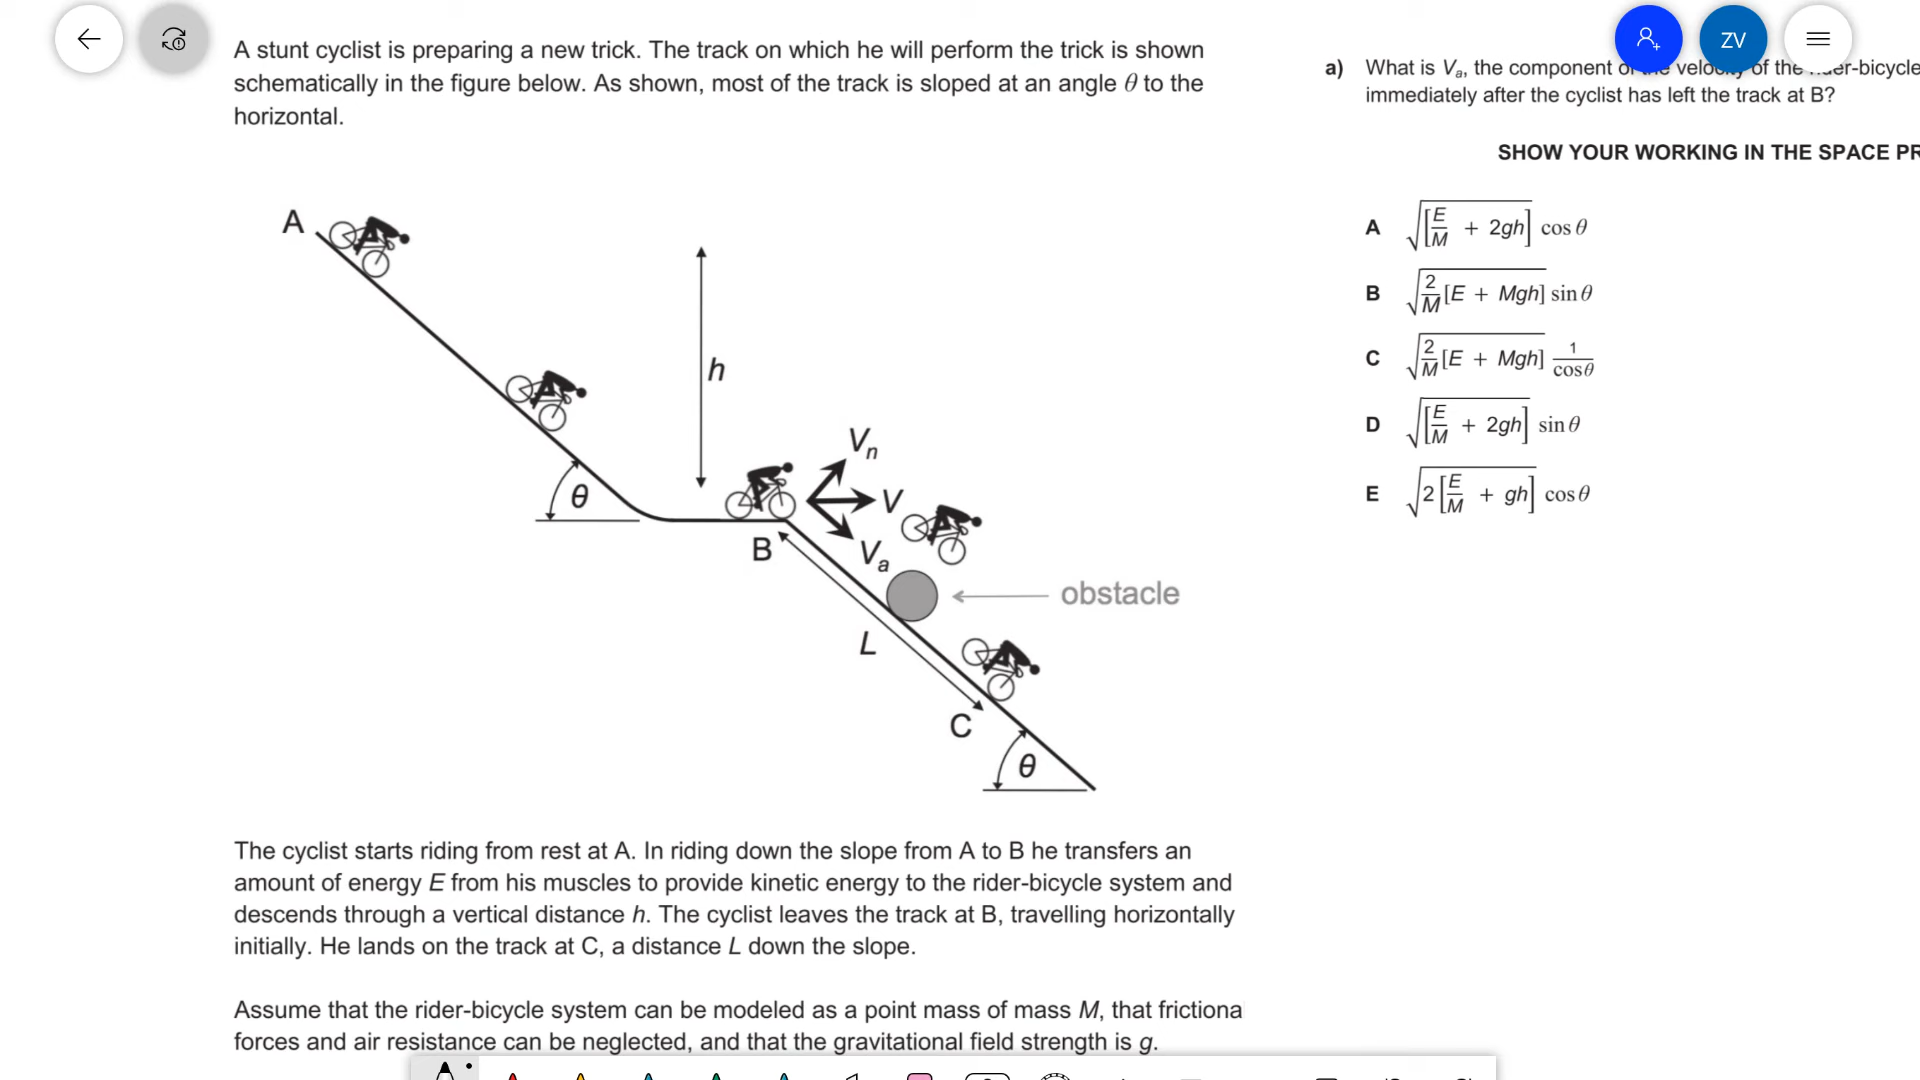 A stunt cyclist is preparing a new trick. The track on which he will perform the trick is shown
schematically in the figure below. As shown, most of the track is sloped at an angle θ to the
horizontal.
A
h
θ
B
Vn
V
Va
obstacle
L
C
θ
The cyclist starts riding from rest at A. In riding down the slope from A to B he transfers an
amount of energy E from his muscles to provide kinetic energy to the rider-bicycle system and
descends through a vertical distance h. The cyclist leaves the track at B, travelling horizontally
initially. He lands on the track at C, a distance L down the slope.
Assume that the rider-bicycle system can be modeled as a point mass of mass M, that frictiona
forces and air resistance can be neglected, and that the gravitational field strength is g.
ZV
a) What is Va, the component of the velocity of the rider-bicycle
immediately after the cyclist has left the track at B?
SHOW YOUR WORKING IN THE SPACE PR
A √[E/M + 2gh] cos θ
B √2/M[E + Mgh] sin θ
C √2/M[E + Mgh] 1/cosθ
D √[E/M + 2gh] sin θ
E √2[E/M + gh] cos θ